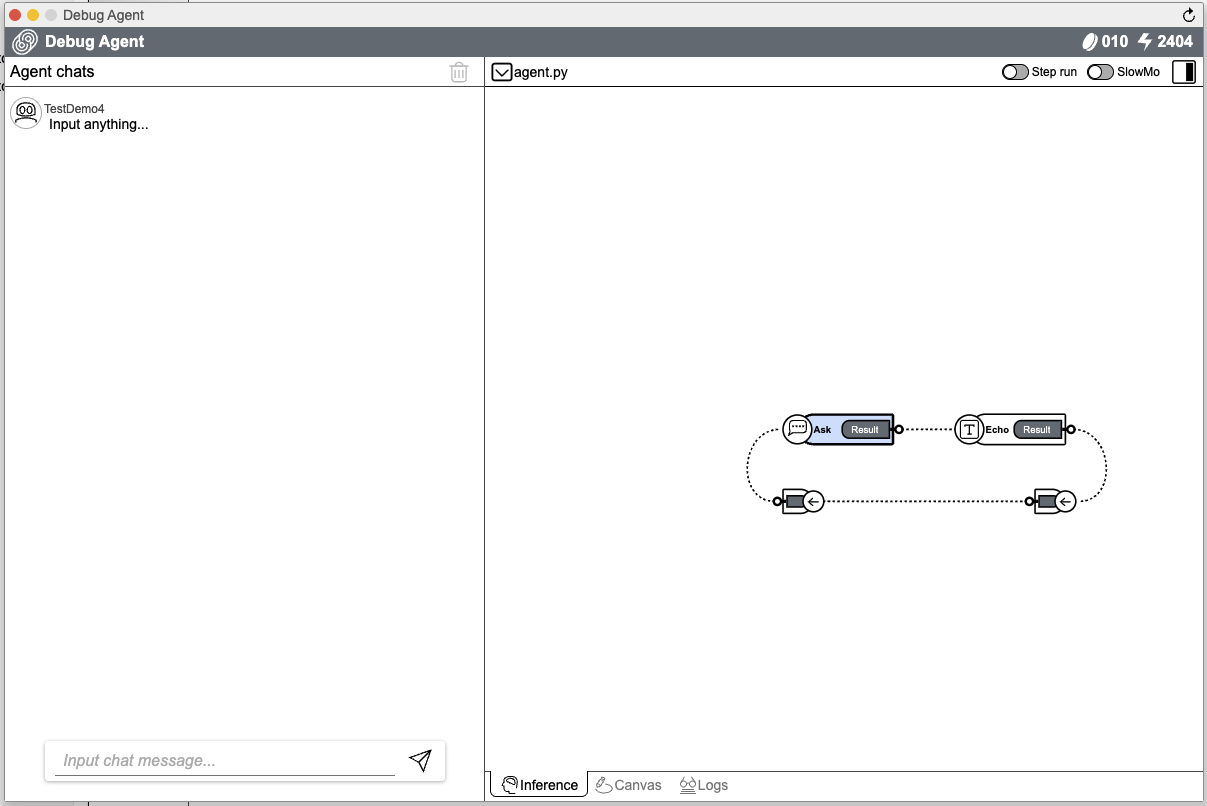 Debug Agent
Debug Agent
010 2404
Agent chats
agent.py
Step run
SlowMo
TestDemo4
Input anything...
Ask Result
T Echo Result
Input chat message...
Inference Canvas Logs